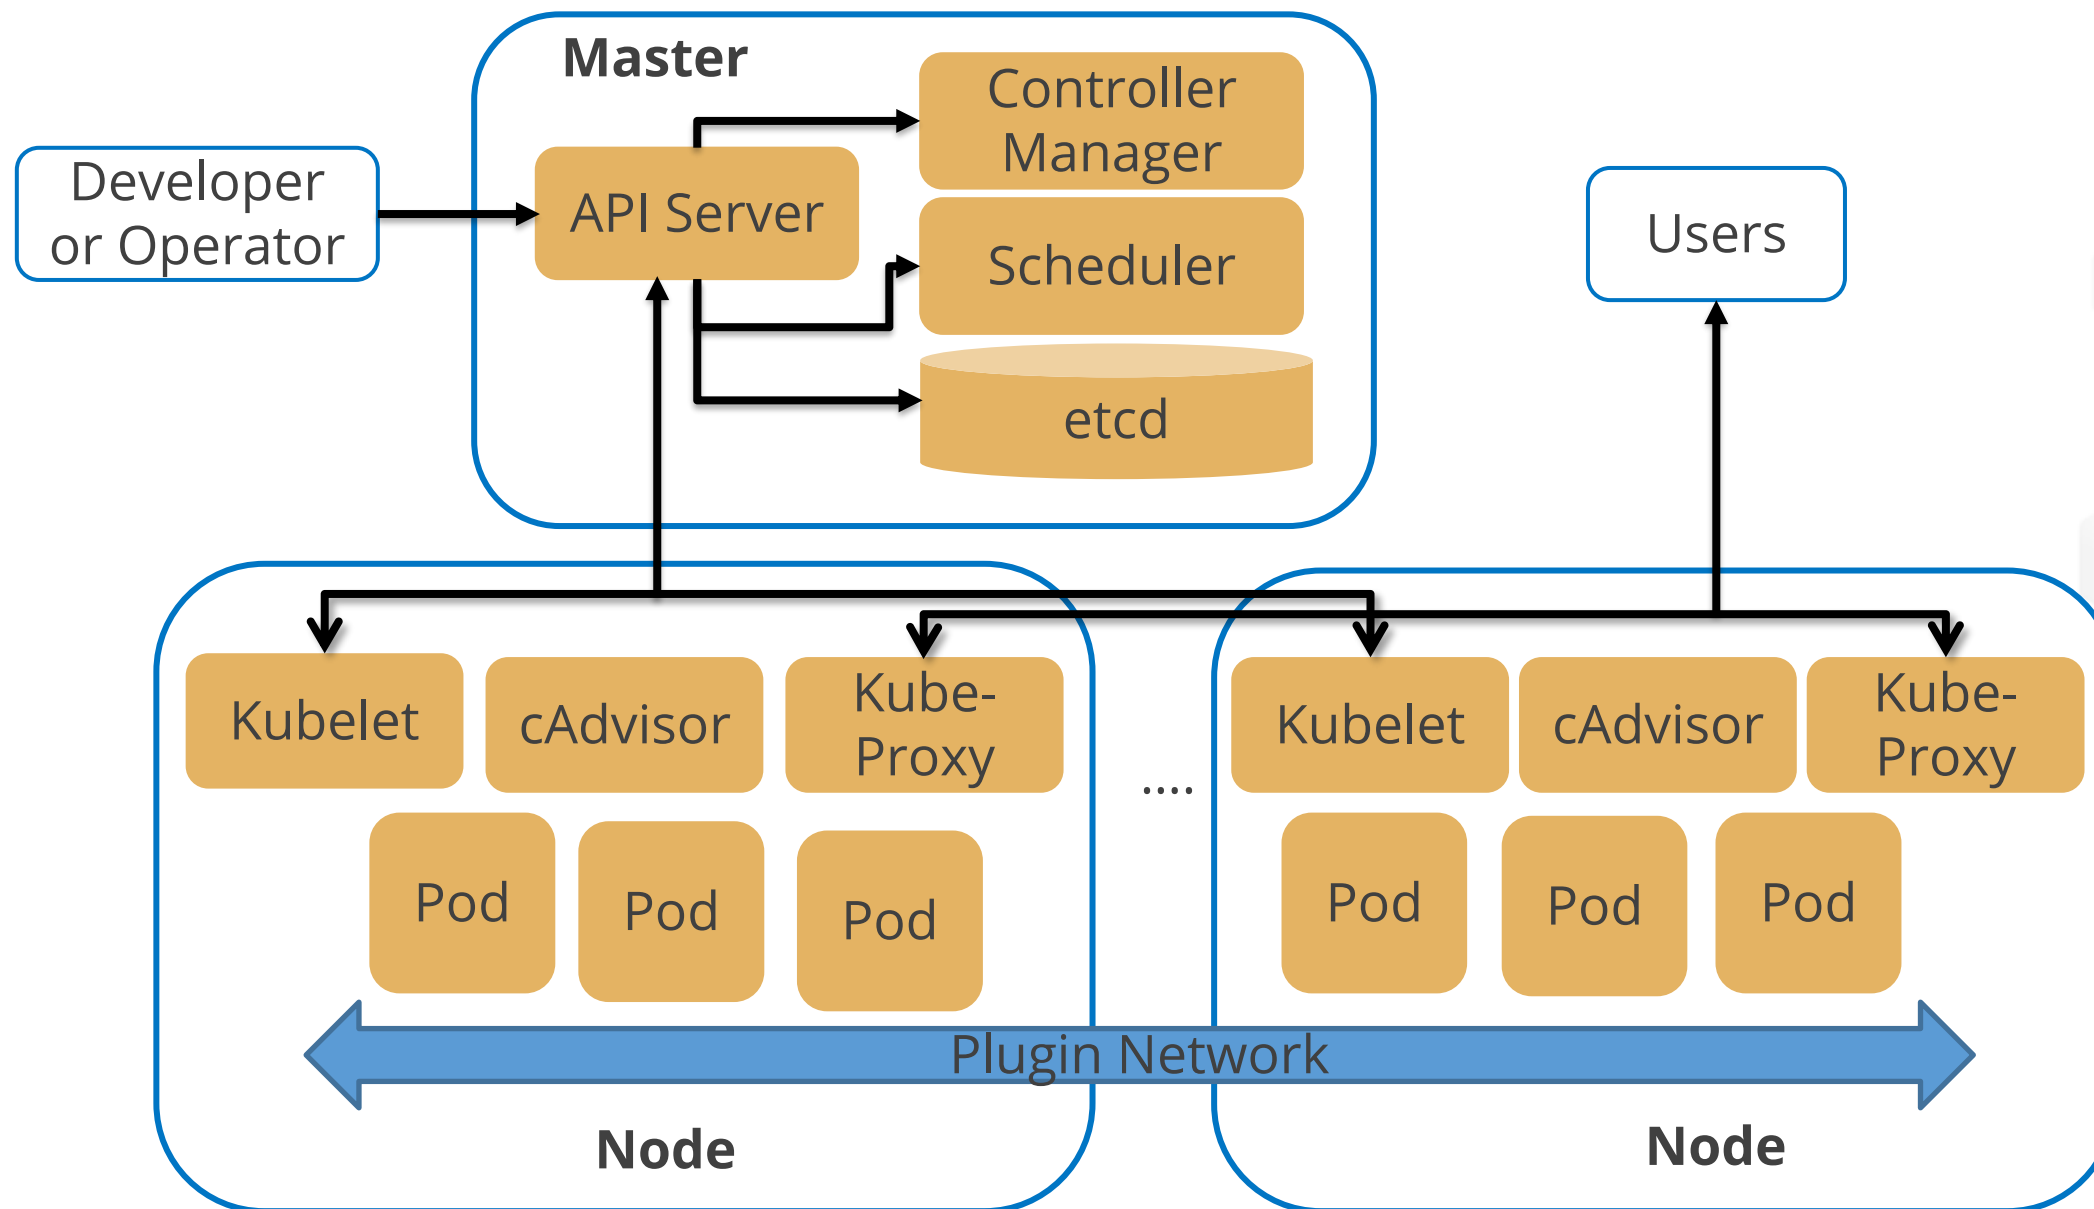 Master
Controller
Manager
Developer
or Operator
API Server
Users
Scheduler
etcd
Kubelet
cAdvisor
Kube-
Proxy
Kubelet
cAdvisor
Kube-
Proxy
....
Pod
Pod
Pod
Pod
Pod
Pod
Plugin Network
Node
Node